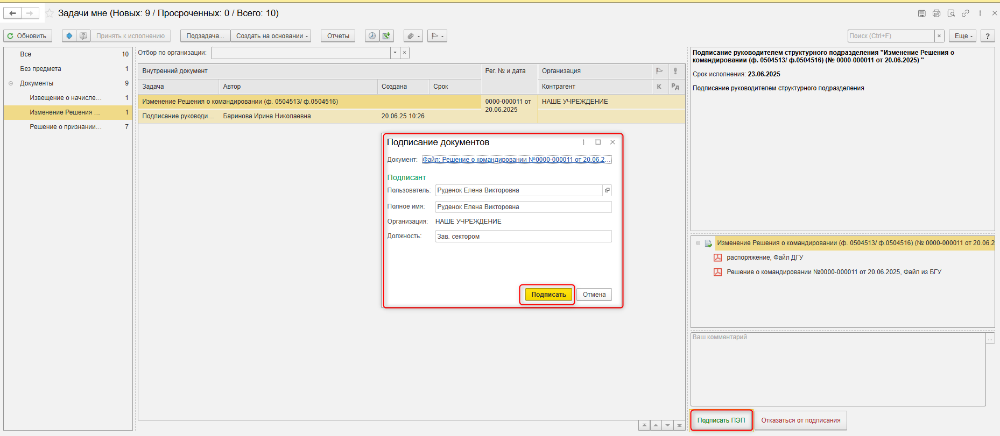 Задачи мне (Новых: 9 / Просроченных: 0 / Всего: 10)
Обновить
Принять к исполнению
Подзадача...
Создать на основании
Отчеты
Поиск (Ctrl+F)
×
Еще
?
Все 10
Без предмета 1
Документы 9
Извещение о начисле... 1
Изменение Решения ... 1
Решение о признании... 7
Отбор по организации:
×
Внутренний документ
Рег. № и дата
Организация
Задача
Автор
Создана
Срок
Контрагент
К
Рд
Изменение Решения о командировании (ф. 0504513/ ф.0504516)
0000-000011 от
20.06.2025
НАШЕ УЧРЕЖДЕНИЕ
Подписание руководи...
Баринова Ирина Николаевна
20.06.25 10:26
Подписание документов
Документ: Файл: Решение о командировании №0000-000011 от 20.06.2...
Подписант
Пользователь: Руденок Елена Викторовна
Полное имя: Руденок Елена Викторовна
Организация: НАШЕ УЧРЕЖДЕНИЕ
Должность: Зав. сектором
Подписать
Отмена
Подписание руководителем структурного подразделения "Изменение Решения о
командировании (ф. 0504513/ ф.0504516) (№ 0000-000011 от 20.06.2025) "
Срок исполнения: 23.06.2025
Подписание руководителем структурного подразделения
Изменение Решения о командировании (ф. 0504513/ ф.0504516) (№ 0000-000011 от 20.06.2
распоряжение, Файл ДГУ
Решение о командировании №0000-000011 от 20.06.2025, Файл из БГУ
Ваш комментарий
...
Подписать ПЭП
Отказаться от подписания